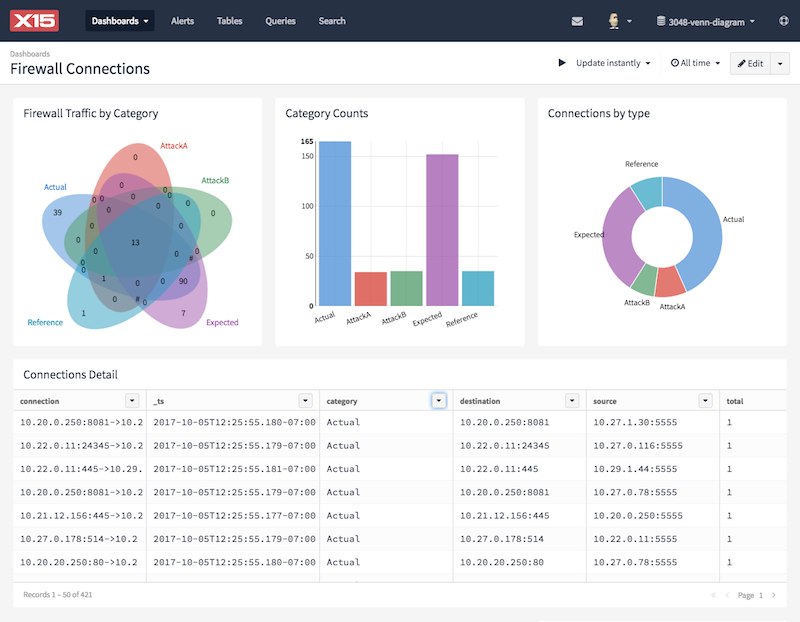 X15 Dashboards Alerts Tables Queries Search 3048-venn-diagram
Dashboards
Firewall Connections
Update instantly All time Edit
Firewall Traffic by Category
AttackA
0
AttackB
Actual
0
0
0
0
0
0
0
0
39
0
0
0
0
0
0
13
0
0
0
0
#
0
1
0
0
90
0
#
0
1
7
Reference
Expected
Category Counts
165
150
100
50
0
Actual
AttackA
AttackB
Expected
Reference
Connections by type
Reference
Actual
Expected
AttackB
AttackA
Connections Detail
connection _ts category destination source total
10.20.0.250:8081->10.2 2017-10-05T12:25:55.180-07:00 Actual 10.20.0.250:8081 10.27.1.30:5555 1
10.22.0.11:24345->10.2 2017-10-05T12:25:55.179-07:00 Actual 10.22.0.11:24345 10.27.0.116:5555 1
10.22.0.11:445->10.29. 2017-10-05T12:25:55.181-07:00 Actual 10.22.0.11:445 10.29.1.44:5555 1
10.20.0.250:8081->10.2 2017-10-05T12:25:55.179-07:00 Actual 10.20.0.250:8081 10.27.0.78:5555 1
10.21.12.156:445->10.2 2017-10-05T12:25:55.177-07:00 Actual 10.21.12.156:445 10.20.0.250:5555 1
10.27.0.178:514->10.2 2017-10-05T12:25:55.179-07:00 Actual 10.27.0.178:514 10.22.0.11:5555 1
10.20.20.250:80->10.2 2017-10-05T12:25:55.180-07:00 Actual 10.20.20.250:80 10.27.0.78:5555 1
Records 1 – 50 of 421
Page 1